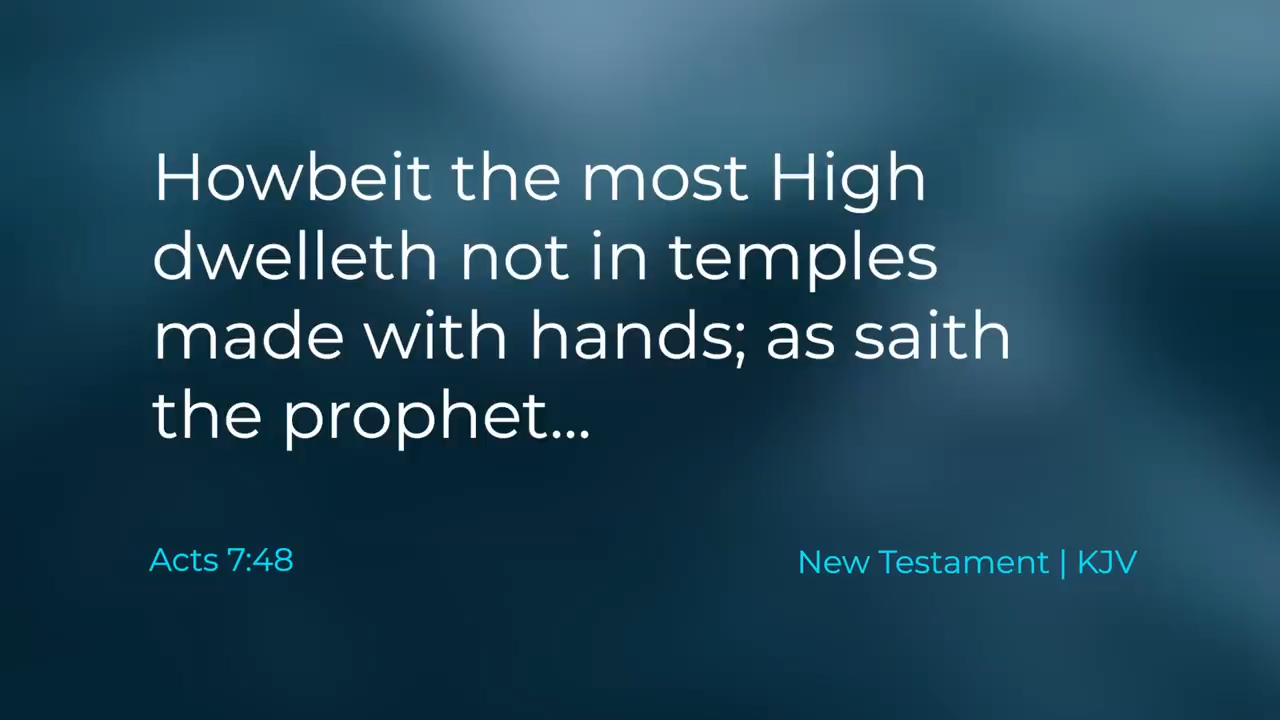 Howbeit the most High
dwelleth not in temples
made with hands; as saith
the prophet...
Acts 7:48
New Testament | KJV